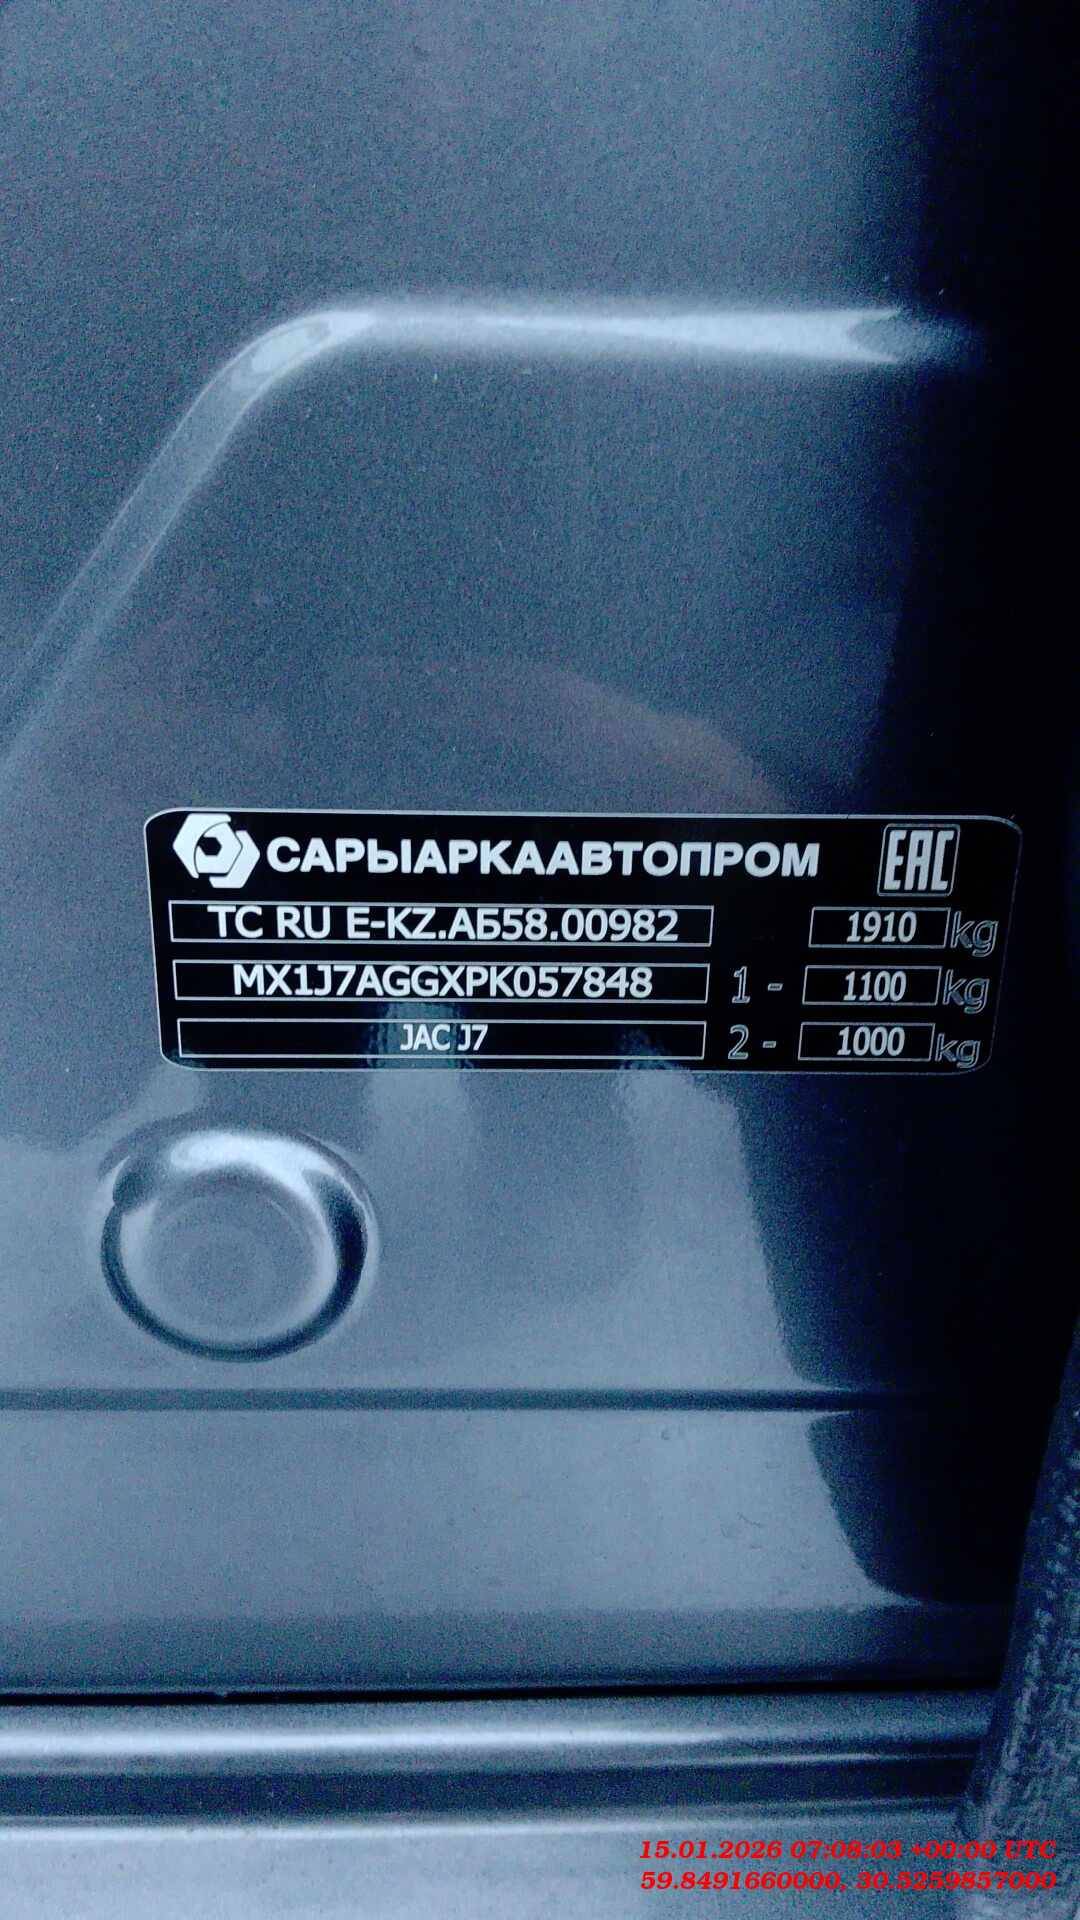 САРЫАРКААВТОПРОМ EAC
TC RU E-KZ.АБ58.00982 1910 kg
MX1J7AGGXPK057848 1 - 1100 kg
JAC J7 2 - 1000 kg
15.01.2026 07:08:03 +00:00 UTC
59.8491660000, 30.5259857000